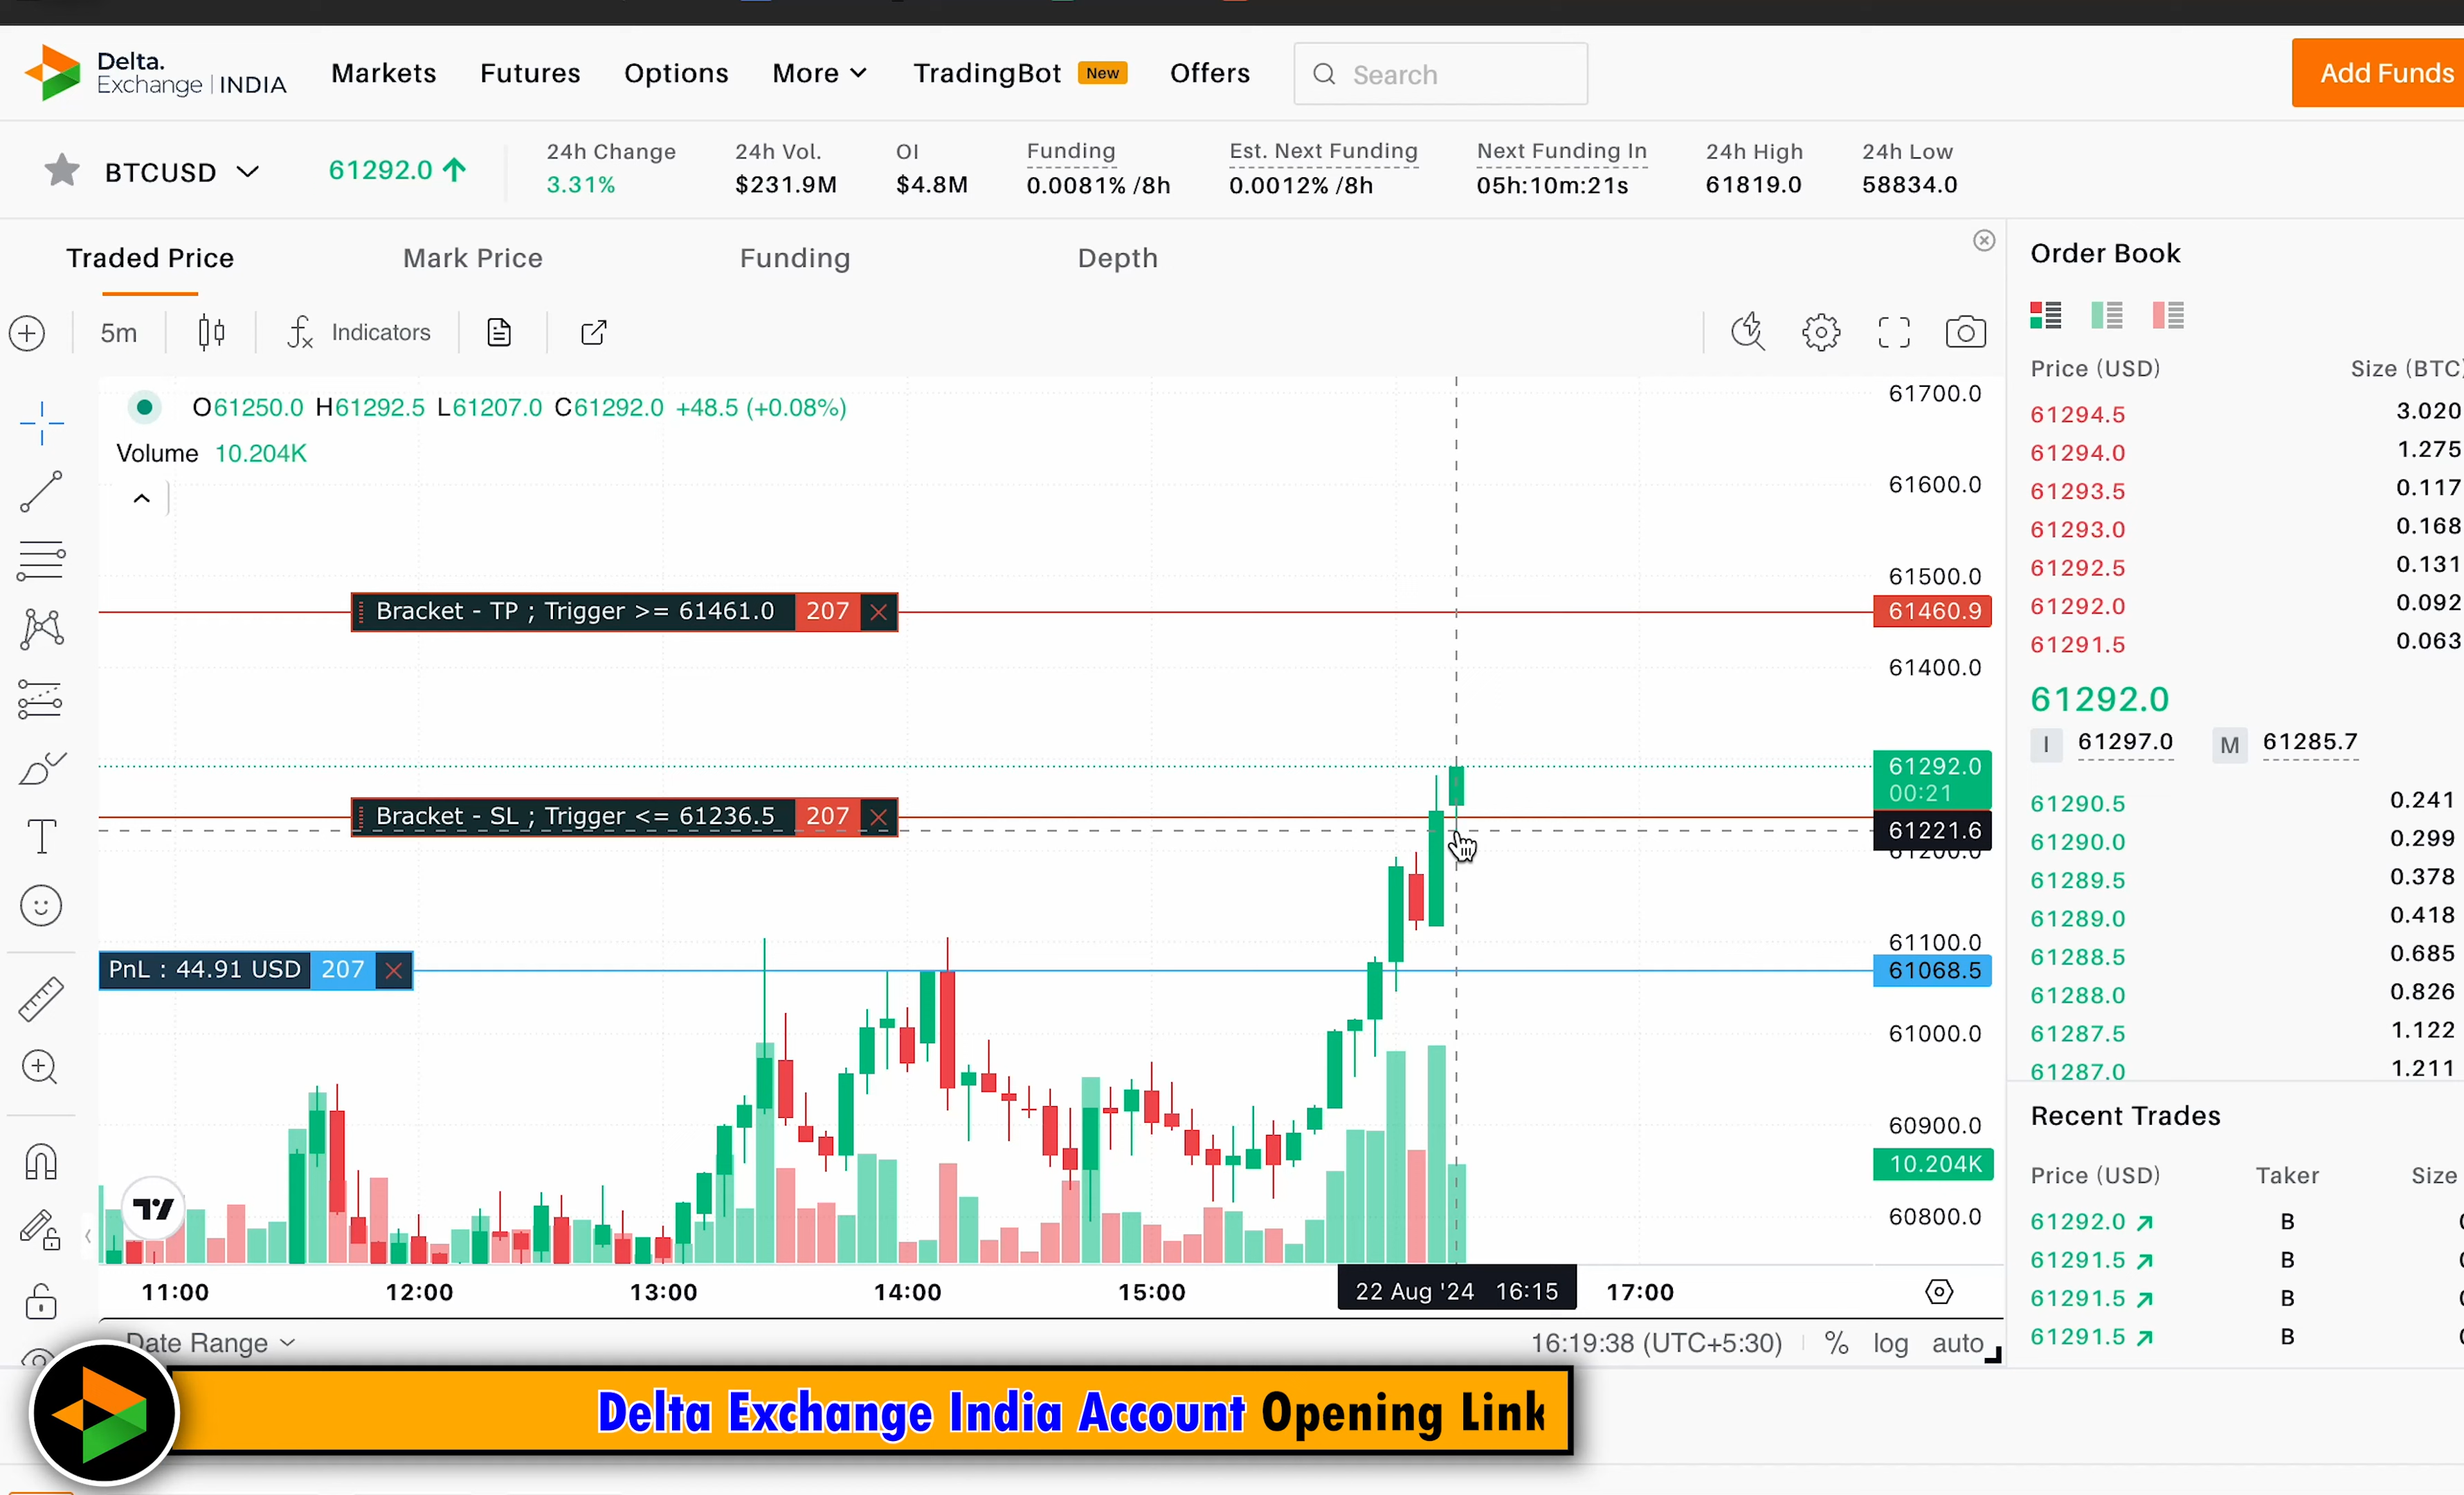 Delta.
Exchange | INDIA
Markets Futures Options More TradingBot New Offers Search Add Funds
BTCUSD 61292.0
24h Change 24h Vol. OI Funding Est. Next Funding Next Funding In 24h High 24h Low
3.31% $231.9M $4.8M 0.0081% /8h 0.0012% /8h 05h:10m:21s 61819.0 58834.0
Traded Price Mark Price Funding Depth
5m fx Indicators
O61250.0 H61292.5 L61207.0 C61292.0 +48.5 (+0.08%)
Volume 10.204K
61700.0
61600.0
61500.0
Bracket - TP ; Trigger >= 61461.0 207 61460.9
61400.0
61292.0
00:21
Bracket - SL ; Trigger <= 61236.5 207
61221.6
61200.0
61100.0
PnL : 44.91 USD 207 61068.5
61000.0
60900.0
10.204K
60800.0
11:00 12:00 13:00 14:00 15:00 22 Aug '24 16:15 17:00
Date Range 16:19:38 (UTC+5:30) % log auto
Order Book
Price (USD) Size (BTC)
61294.5 3.020
61294.0 1.275
61293.5 0.117
61293.0 0.168
61292.5 0.131
61292.0 0.092
61291.5 0.063
61292.0
I 61297.0 M 61285.7
61290.5 0.241
61290.0 0.299
61289.5 0.378
61289.0 0.418
61288.5 0.685
61288.0 0.826
61287.5 1.122
61287.0 1.211
Recent Trades
Price (USD) Taker Size
61292.0 B
61291.5 B
61291.5 B
61291.5 B
Delta Exchange India Account Opening Link